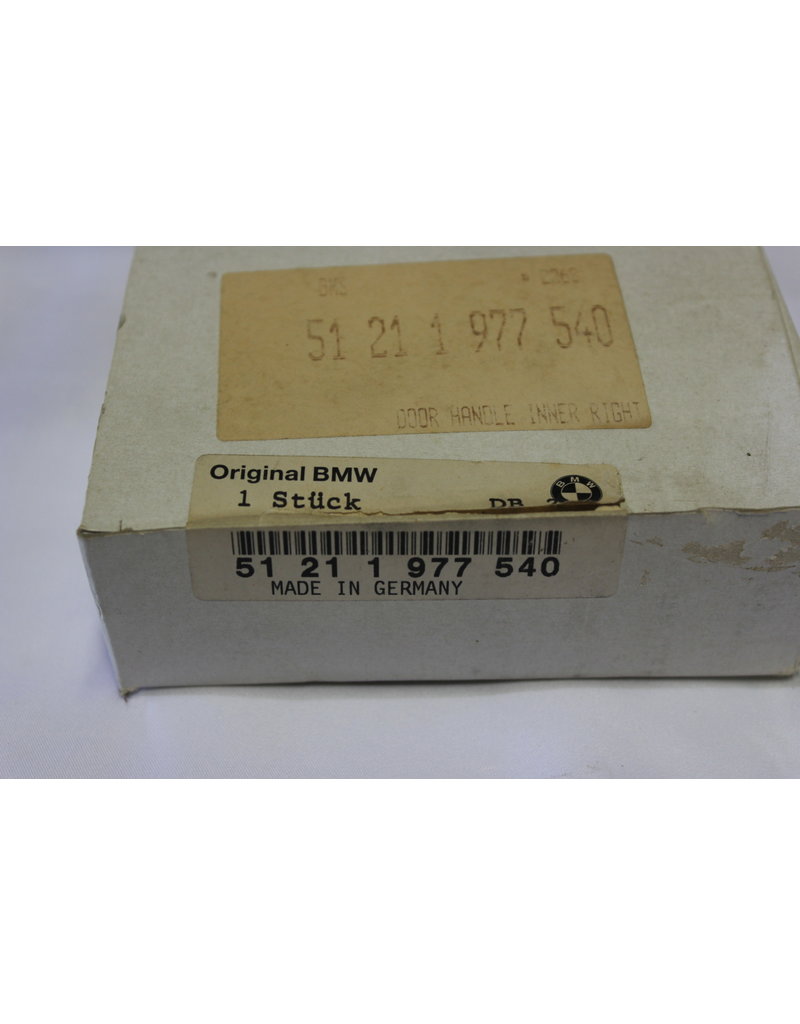 51 21 1 977 540
DOOR HANDLE INNER RIGHT
Original BMW
1 Stück
BMW
51 21 1 977 540
MADE IN GERMANY